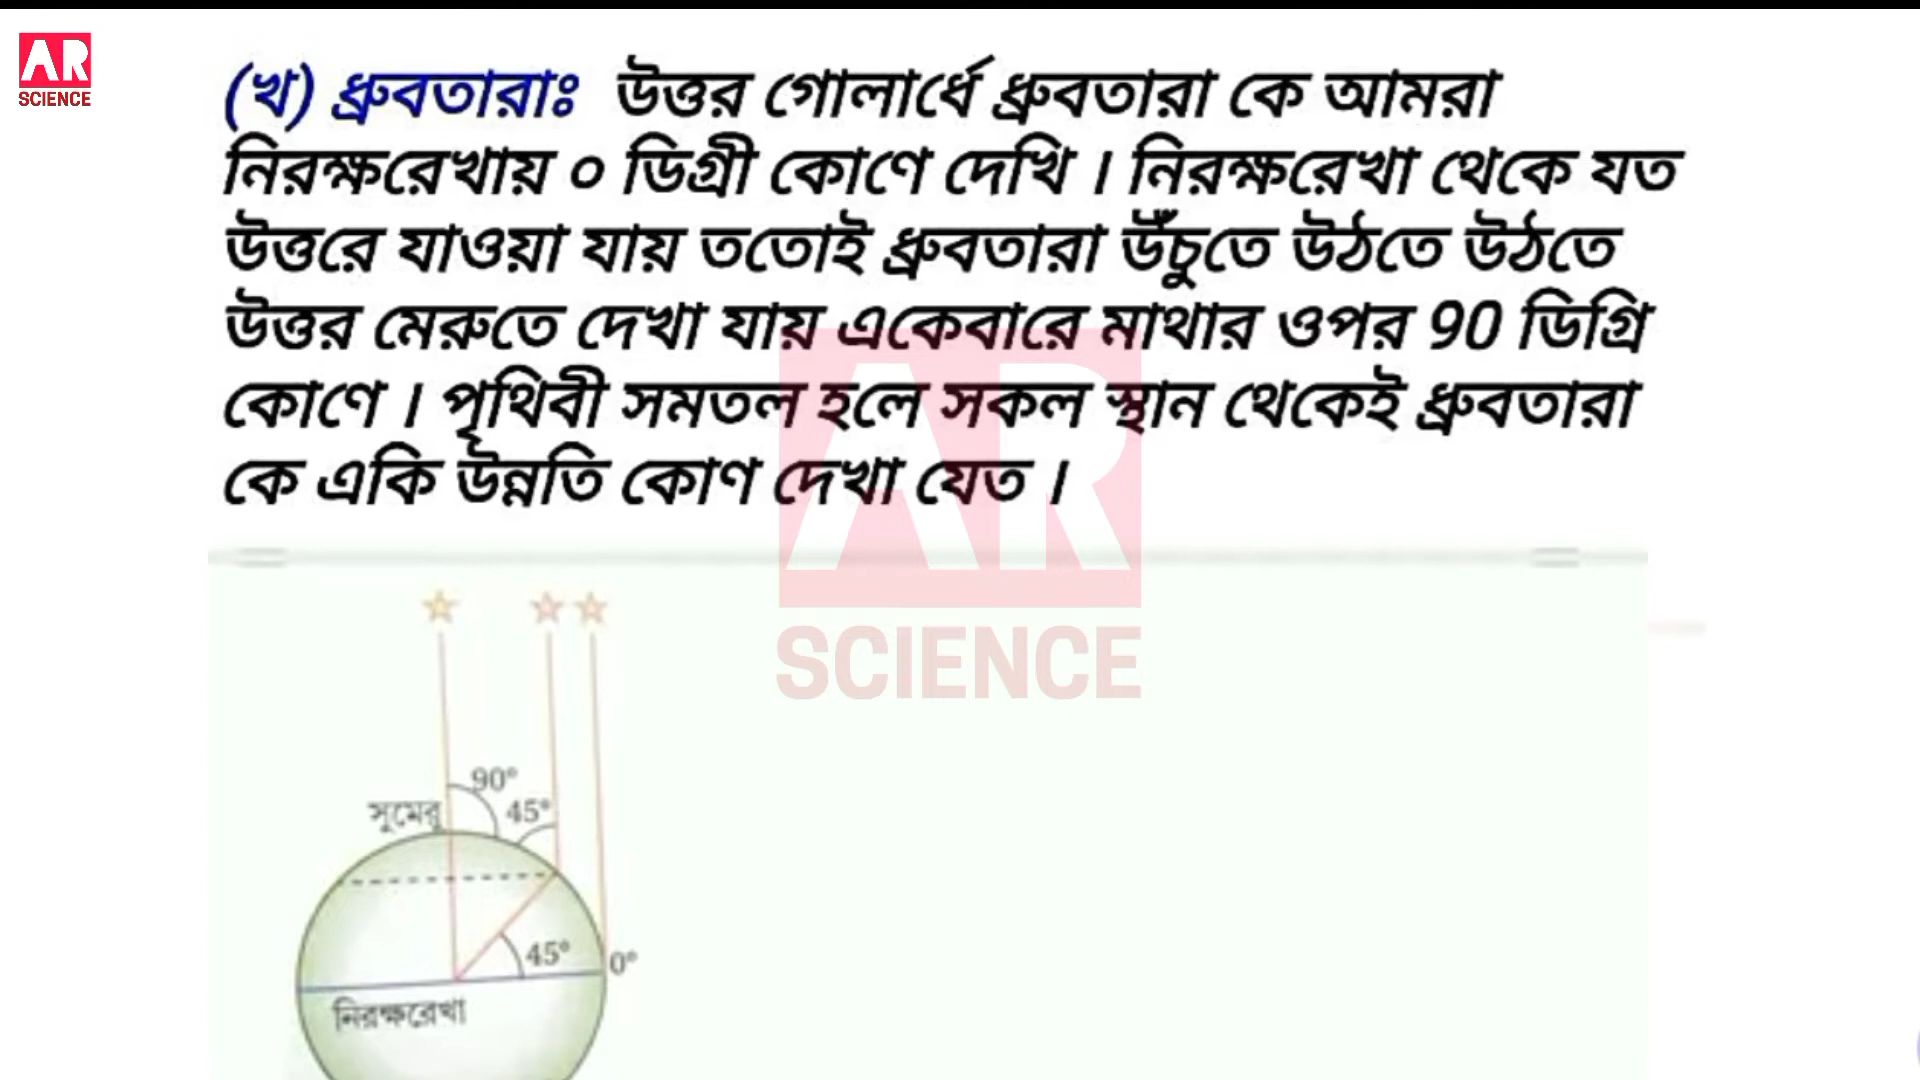 AR
SCIENCE
(খ) ধ্রুবতারাঃ উত্তর গোলার্ধে ধ্রুবতারা কে আমরা
নিরক্ষরেখায় ০ ডিগ্রী কোণে দেখি । নিরক্ষরেখা থেকে যত
উত্তরে যাওয়া যায় ততোই ধ্রুবতারা উঁচুতে উঠতে উঠতে
উত্তর মেরুতে দেখা যায় একেবারে মাথার ওপর 90 ডিগ্রি
কোণে । পৃথিবী সমতল হলে সকল স্থান থেকেই ধ্রুবতারা
কে একি উন্নতি কোণ দেখা যেত ।
AR
SCIENCE
90°
সুমেরু 45°
45° 0°
নিরক্ষরেখা